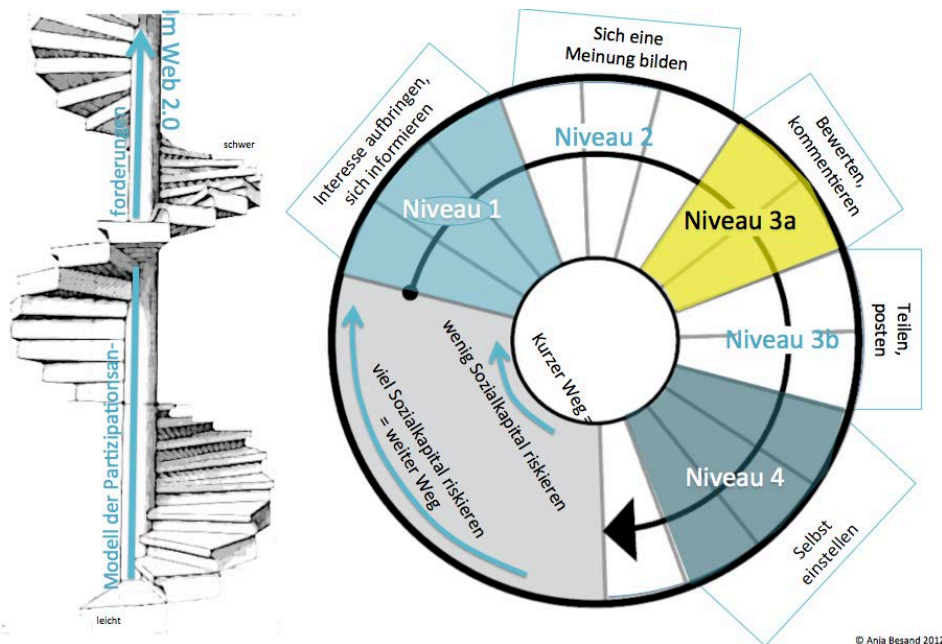 Modell der Partizipationsan-
forderungen
Im Web 2.0
schwer
leicht
Interesse aufbringen,
sich informieren
Sich eine
Meinung bilden
Bewerten,
kommentieren
Teilen,
posten
Selbst
einstellen
Niveau 1
Niveau 2
Niveau 3a
Niveau 3b
Niveau 4
Kurzer Weg =
wenig Sozialkapital riskieren
viel Sozialkapital riskieren
= weiter Weg
© Anja Besand 2012